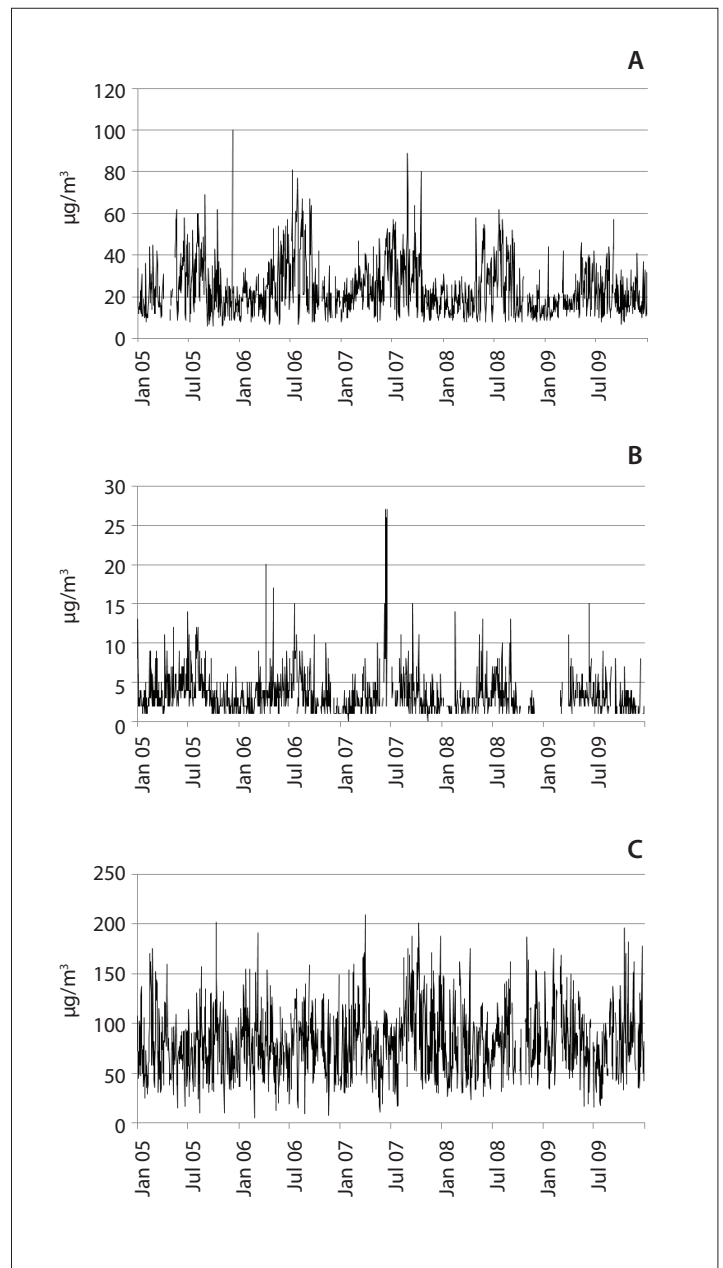 A
120
100
80
60
40
20
0
µg/m³
Jan 05
Jul 05
Jan 06
Jul 06
Jan 07
Jul 07
Jan 08
Jul 08
Jan 09
Jul 09
B
30
25
20
15
10
5
0
µg/m³
Jan 05
Jul 05
Jan 06
Jul 06
Jan 07
Jul 07
Jan 08
Jul 08
Jan 09
Jul 09
C
250
200
150
100
50
0
µg/m³
Jan 05
Jul 05
Jan 06
Jul 06
Jan 07
Jul 07
Jan 08
Jul 08
Jan 09
Jul 09